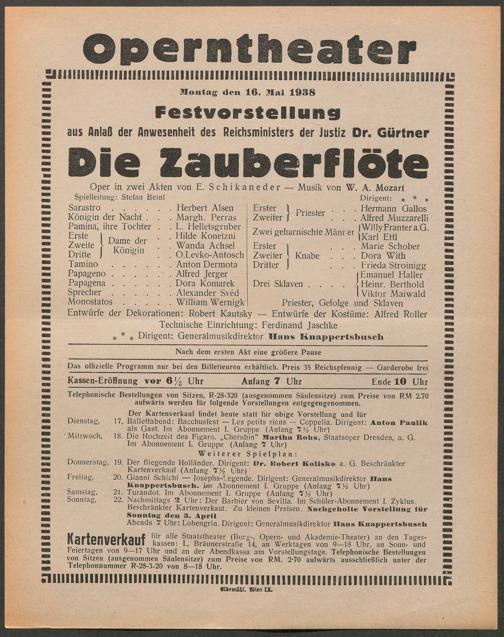 Operntheater
Montag den 16. Mai 1938
Festvorstellung
aus Anlaß der Anwesenheit des Reichsministers der Justiz Dr. Gürtner
Die Zauberflöte
Oper in zwei Akten von E. Schikaneder — Musik von W. A. Mozart
Spielleitung: Stefan Beinl
Dirigent: * * *
Sarastro . . . . . . Herbert Alsen
Königin der Nacht . . . Margh. Perras
Pamina, ihre Tochter . . L. Helletsgruber
Erste } Dame der Königin . . Hilde Konetzni
Zweite } Wanda Achsel
Dritte } O.Levko-Antosch
Tamino . . . . . . Anton Dermota
Papageno . . . . . Alfred Jerger
Papagena . . . . . Dora Komarek
Sprecher . . . . . Alexander Svéd
Monostatos . . . . William Wernigk
Erster } Priester . . . Hermann Gallos
Zweiter } Alfred Muzzarelli
Zwei geharnischte Männer { Willy Franter a.G.
Karl Ettl
Erster } Marie Schober
Zweiter } Knabe . . Dora With
Dritter } Frieda Stroinigg
Drei Sklaven . . . . { Emanuel Haller
Heinr. Berthold
Viktor Maiwald
Priester, Gefolge und Sklaven
Entwürfe der Dekorationen: Robert Kautsky — Entwürfe der Kostüme: Alfred Roller
Technische Einrichtung: Ferdinand Jaschke
* * * Dirigent: Generalmusikdirektor Hans Knappertsbusch
Nach dem ersten Akt eine größere Pause
Das offizielle Programm nur bei den Billetteuren erhältlich. Preis 35 Reichspfennig — Garderobe frei
Kassen-Eröffnung vor 6½ Uhr Anfang 7 Uhr Ende 10 Uhr
Telephonische Bestellungen von Sitzen, R-28-320 (ausgenommen Säulensitze) zum Preise von RM 2.70
aufwärts werden für folgende Vorstellungen entgegengenommen.
Der Kartenverkauf findet heute statt für obige Vorstellung und für
Dienstag, 17. Ballettabend: Bacchusfest — Les petits riens — Coppelia. Dirigent: Anton Paulik
als Gast. Im Abonnement I. Gruppe (Anfang 7½ Uhr)
Mittwoch, 18. Die Hochzeit des Figaro. „Cherubin" Martha Rohs, Staatsoper Dresden, a. G.
Im Abonnement I. Gruppe (Anfang 7 Uhr)
Weiterer Spielplan:
Donnerstag, 19. Der fliegende Holländer. Dirigent: Dr. Robert Kolisko a. G. Beschränkter
Kartenverkauf (Anfang 7½ Uhr)
Freitag, 20. Gianni Schichi — Josephs-Legende. Dirigent: Generalmusikdirektor Hans
Knappertsbusch. im Abonnement I. Gruppe (Anfang 7½ Uhr)
Samstag, 21. Turandot. Im Abonnement I. Gruppe (Anfang 7½ Uhr)
Sonntag, 22. Nachmittags 2 Uhr: Der Barbier von Sevilla. Im Schüler-Abonnement I. Zyklus.
Beschränkter Kartenverkauf. Zu kleinen Preisen. Nachgeholte Vorstellung für
Sonntag den 3. April
Abends 7 Uhr: Lohengrin. Dirigent: Generalmusikdirektor Hans Knappertsbusch
Kartenverkauf für alle Staatstheater (Burg-, Opern- und Akademie-Theater) an den Tages-
kassen: I. Bräunerstraße 14, an Werktagen von 9—18 Uhr, an Sonn- und
Feiertagen von 9—17 Uhr und an der Abendkassa am Vorstellungstage. Telephonische Bestellungen
von Sitzen (ausgenommen Säulensitze) zum Preise von RM. 2·70 aufwärts ausschließlich unter der
Telephonnummer R-28-3-20 von 8—18 Uhr.
Elbemühl, Wien IX.